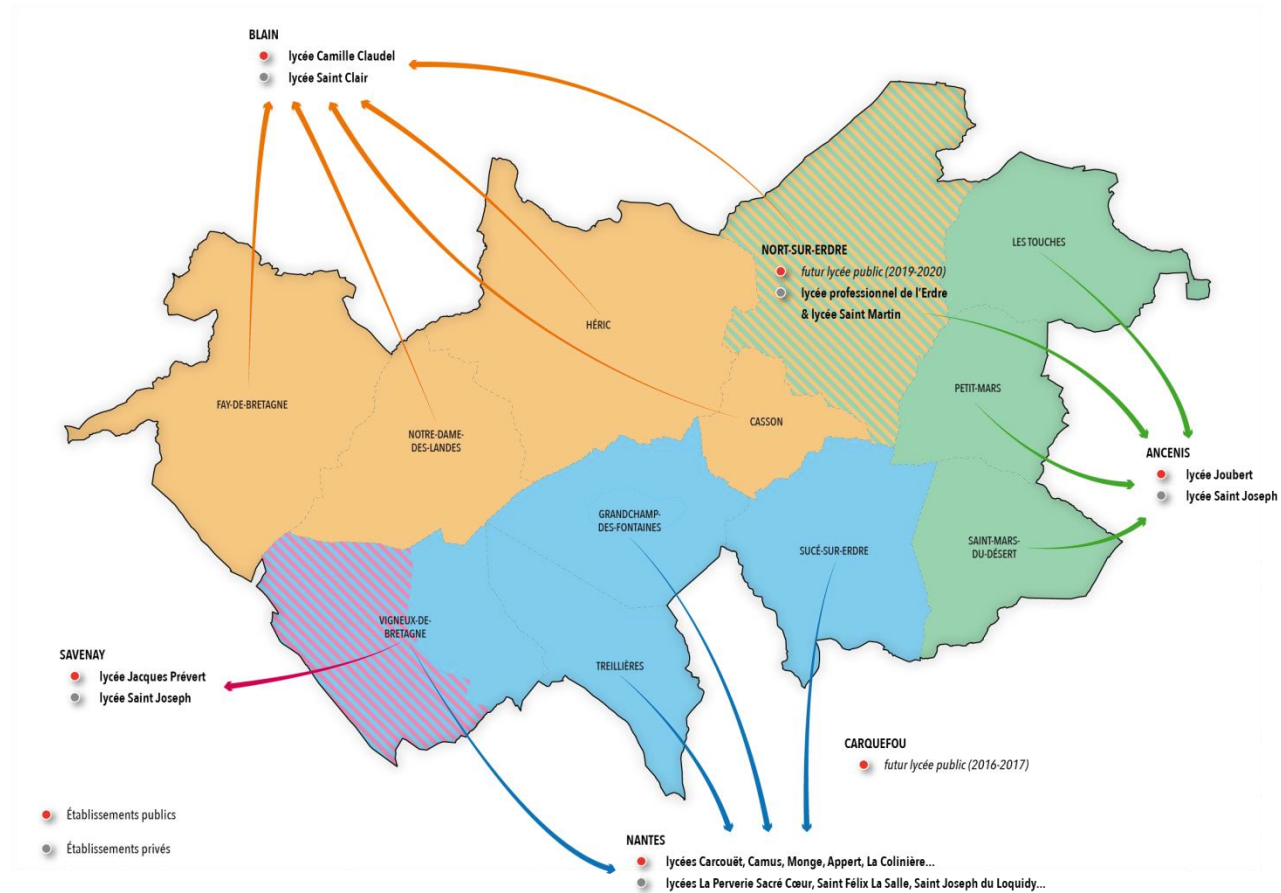 BLAIN
lycée Camille Claudel
lycée Saint Clair
NORT-SUR-ERDRE
futur lycée public (2019-2020)
lycée professionnel de l'Erdre
& lycée Saint Martin
LES TOUCHES
HÉRIC
FAY-DE-BRETAGNE
NOTRE-DAME-
DES-LANDES
CASSON
PETIT-MARS
ANCENIS
lycée Joubert
lycée Saint Joseph
GRANDCHAMP-
DES-FONTAINES
SUCÉ-SUR-ERDRE
SAINT-MARS-
DU-DÉSERT
VIGNEUX-DE-
BRETAGNE
TREILLIÈRES
SAVENAY
lycée Jacques Prévert
lycée Saint Joseph
CARQUEFOU
futur lycée public (2016-2017)
Établissements publics
Établissements privés
NANTES
lycées Carcouët, Camus, Monge, Appert, La Colinière...
lycées La Perverie Sacré Cœur, Saint Félix La Salle, Saint Joseph du Loquidy...